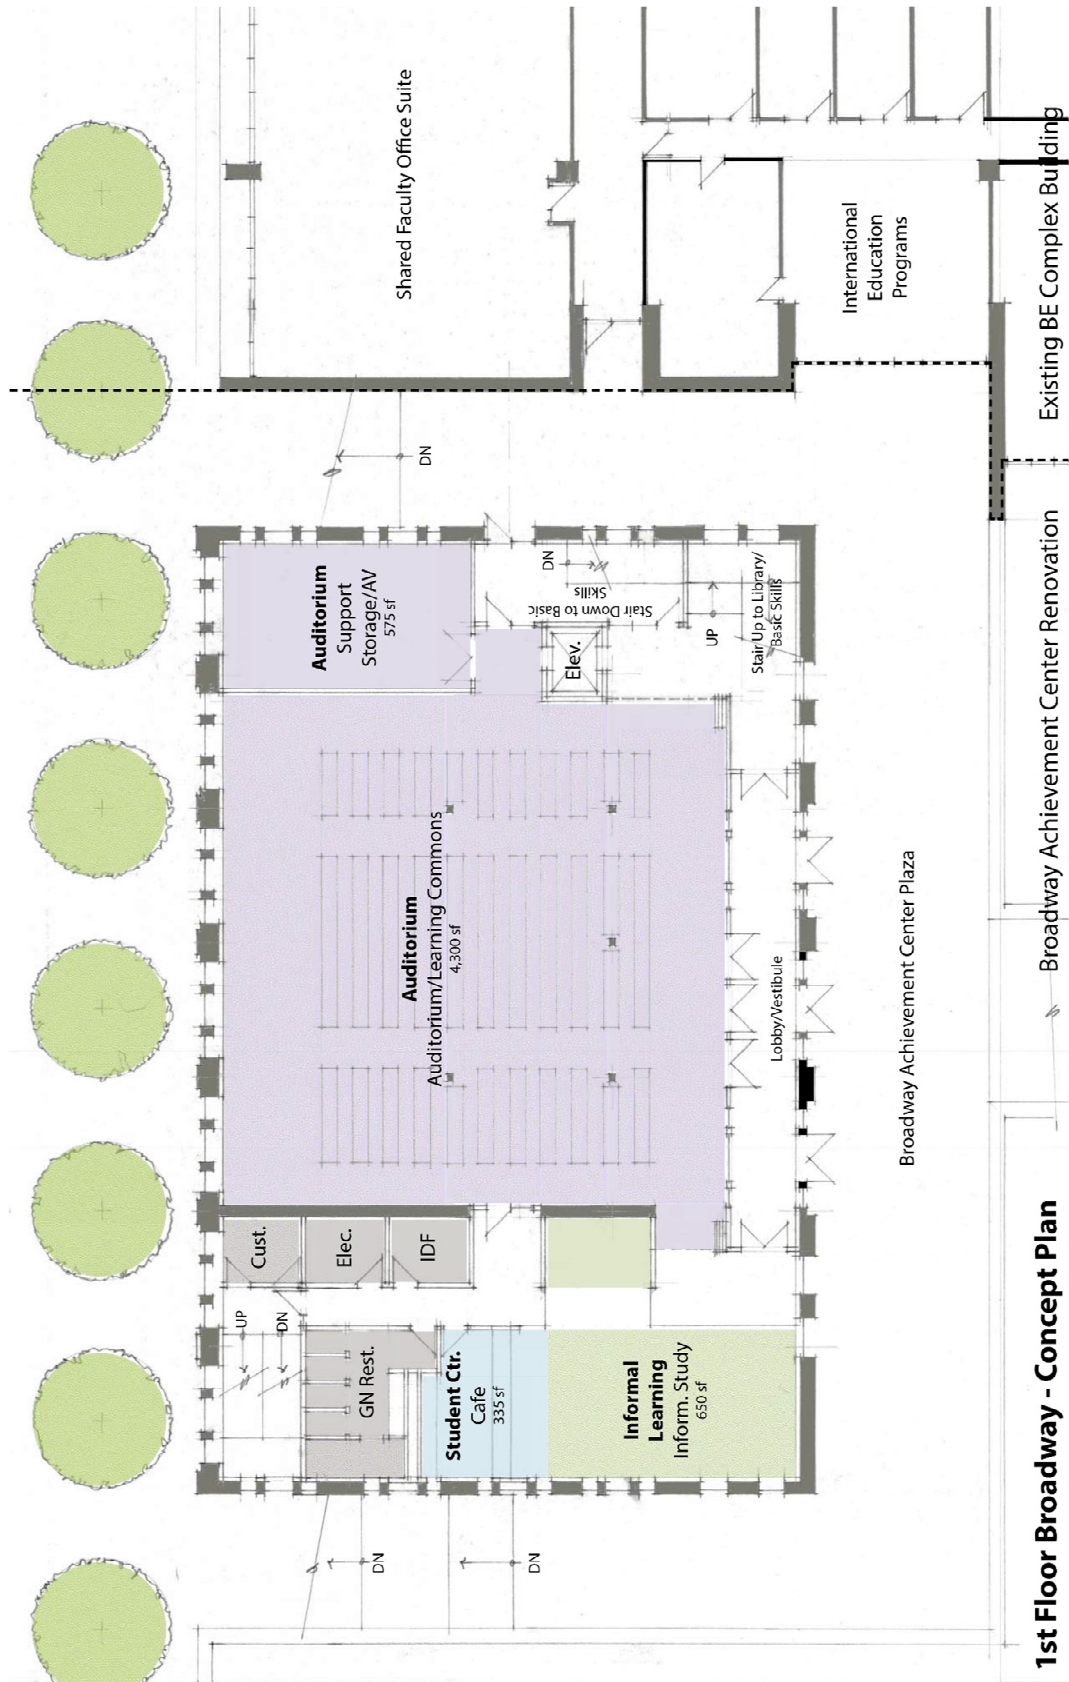 Shared Faculty Office Suite
International
Education
Programs
Existing BE Complex Building
DN
Auditorium
Support
Storage/AV
575 sf
DN
Stair Down to Basic
Skills
Elev.
UP
Stair Up to Library/
Basic Skills
Auditorium
Auditorium/Learning Commons
4,300 sf
Lobby/Vestibule
Broadway Achievement Center Plaza
Broadway Achievement Center Renovation
Cust.
Elec.
IDF
UP
DN
GN Rest.
Student Ctr.
Cafe
335 sf
Informal
Learning
Inform. Study
650 sf
DN
DN
1st Floor Broadway - Concept Plan